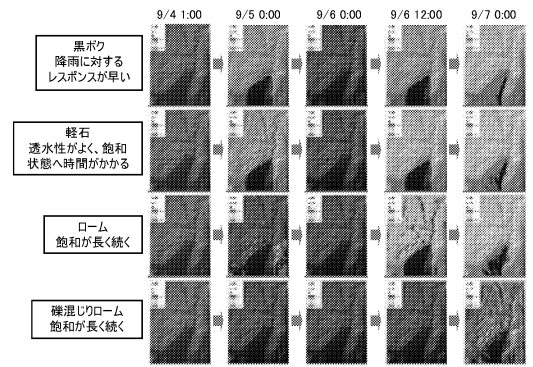 9/4 1:00 9/5 0:00 9/6 0:00 9/6 12:00 9/7 0:00
黒ボク
降雨に対する
レスポンスが早い
軽石
透水性がよく、飽和
状態へ時間がかかる
ローム
飽和が長く続く
礫混じりローム
飽和が長く続く